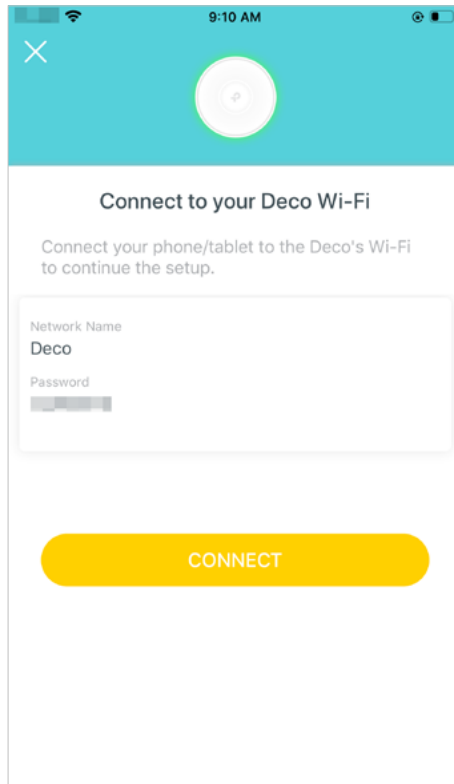 9:10 AM
Connect to your Deco Wi-Fi
Connect your phone/tablet to the Deco's Wi-Fi
to continue the setup.
Network Name
Deco
Password
CONNECT